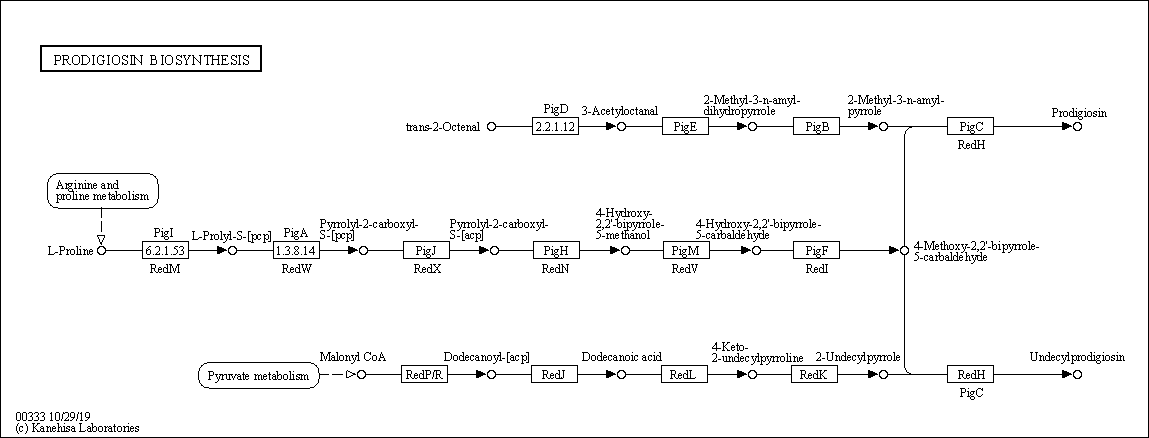 PRODIGIOSIN BIOSYNTHESIS
trans-2-Octenal
PigD
2.2.1.12
3-Acetyloctanal
PigE
2-Methyl-3-n-amyl-
dihydropyrrole
PigB
2-Methyl-3-n-amyl-
pyrrole
PigC
RedH
Prodigiosin
Arginine and
proline metabolism
L-Proline
PigI
6.2.1.53
RedM
L-Prolyl-S-[pcp]
PigA
1.3.8.14
RedW
Pyrrolyl-2-carboxyl-
S-[pcp]
PigJ
RedX
Pyrrolyl-2-carboxyl-
S-[acp]
PigH
RedN
4-Hydroxy-
2,2'-bipyrrole-
5-methanol
PigM
RedV
4-Hydroxy-2,2'-bipyrrole-
5-carbaldehyde
PigF
RedI
4-Methoxy-2,2'-bipyrrole-
5-carbaldehyde
Pyruvate metabolism
Malonyl CoA
RedP/R
Dodecanoyl-[acp]
RedJ
Dodecanoic acid
RedL
4-Keto-
2-undecylpyrroline
RedK
2-Undecylpyrrole
RedH
PigC
Undecylprodigiosin
00333 10/29/19
(c) Kanehisa Laboratories